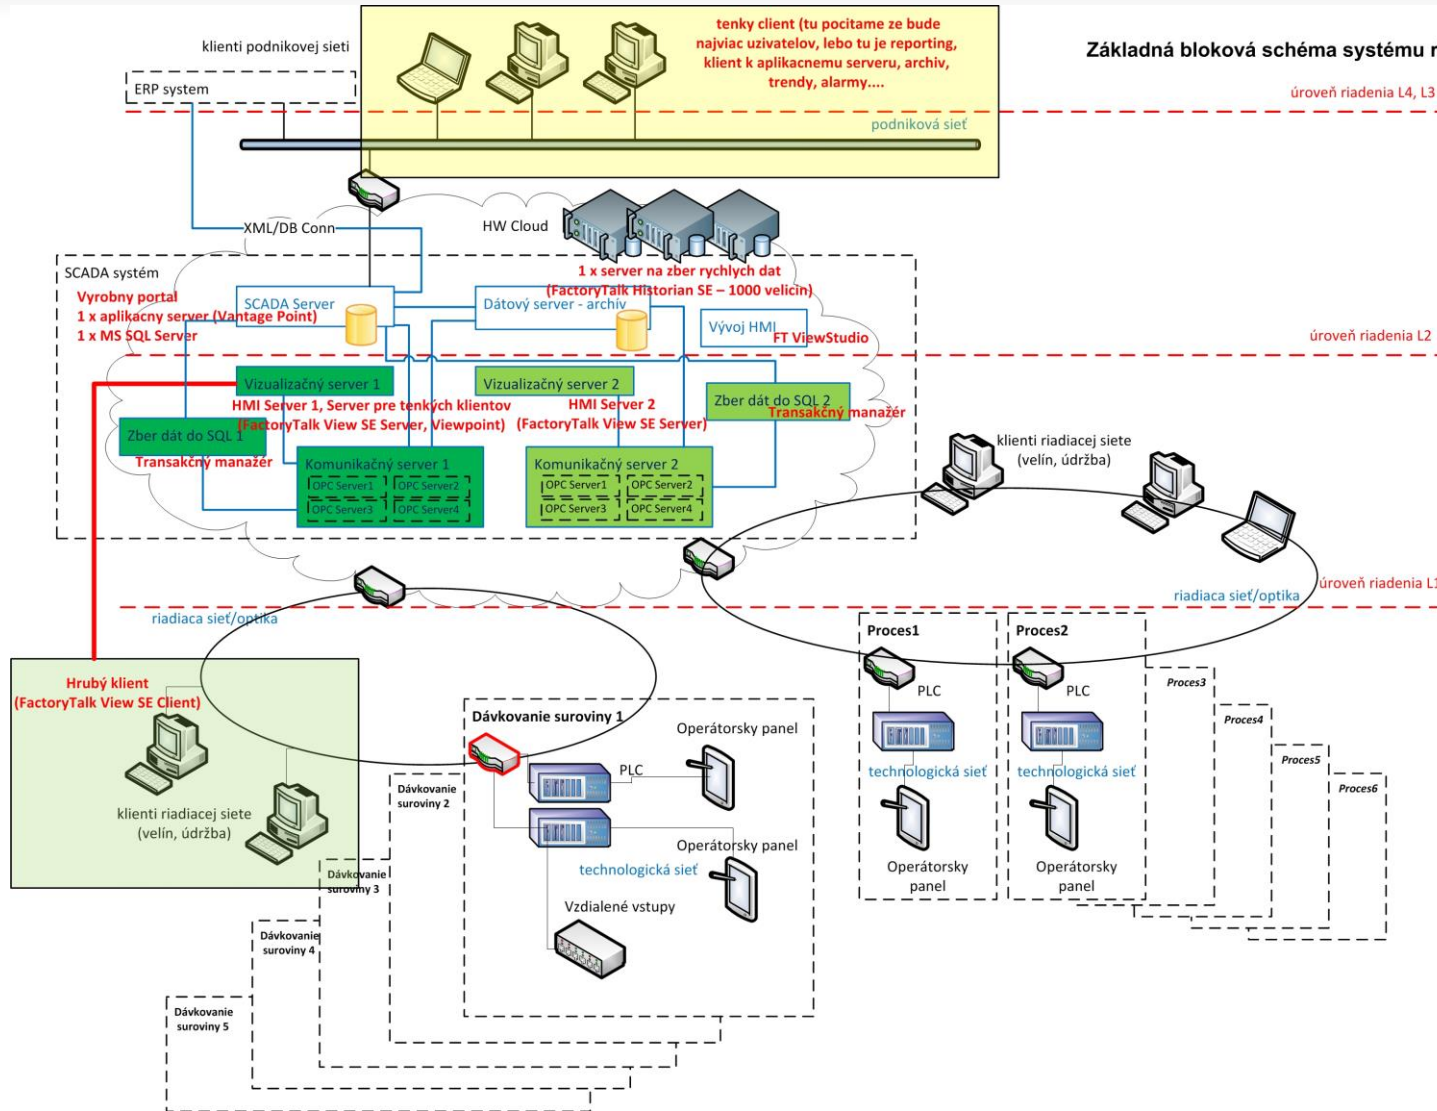 klienti podnikovej sieti
ERP system
tenky client (tu pocitame ze bude
najviac uzivatelov, lebo tu je reporting,
klient k aplikacnemu serveru, archiv,
trendy, alarmy....
Základná bloková schéma systému r
úroveň riadenia L4, L3
podniková sieť
XML/DB Conn
HW Cloud
SCADA systém
Vyrobny portal
1 x aplikacny server (Vantage Point)
1 x MS SQL Server
SCADA Server
1 x server na zber rychlych dat
(FactoryTalk Historian SE – 1000 velicin)
Dátový server - archív
Vývoj HMI
FT ViewStudio
úroveň riadenia L2
Vizualizačný server 1
HMI Server 1, Server pre tenkých klientov
(FactoryTalk View SE Server, Viewpoint)
Vizualizačný server 2
HMI Server 2
(FactoryTalk View SE Server)
Zber dát do SQL 2
Transakčný manažér
Zber dát do SQL 1
Transakčný manažér
Komunikačný server 1
OPC Server1
OPC Server2
OPC Server3
OPC Server4
Komunikačný server 2
OPC Server1
OPC Server2
OPC Server3
OPC Server4
klienti riadiacej siete
(velín, údržba)
úroveň riadenia L1
riadiaca sieť/optika
riadiaca sieť/optika
Hrubý klient
(FactoryTalk View SE Client)
klienti riadiacej siete
(velín, údržba)
Dávkovanie suroviny 1
PLC
Operátorsky panel
Operátorsky panel
technologická sieť
Vzdialené vstupy
Dávkovanie
suroviny 2
Dávkovanie
suroviny 3
Dávkovanie
suroviny 4
Dávkovanie
suroviny 5
Proces1
PLC
technologická sieť
Operátorsky
panel
Proces2
PLC
technologická sieť
Operátorsky
panel
Proces3
Proces4
Proces5
Proces6